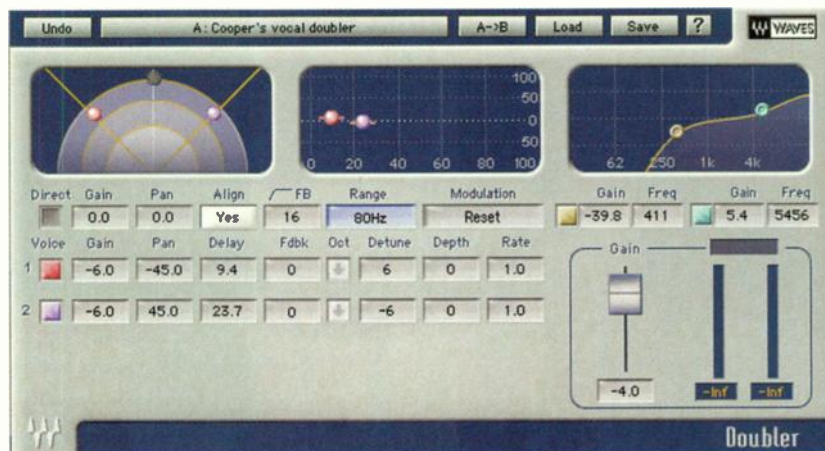 Undo A: Cooper's vocal doubler A->B Load Save ? WAVES
100
50
0
50
0 20 40 60 80 100
62 250 1k 4k
Direct Gain Pan Align FB Range Modulation Gain Freq Gain Freq
0.0 0.0 Yes 16 80Hz Reset -39.8 411 5.4 5456
Voice Gain Pan Delay Fdbk Oct Detune Depth Rate Gain
1 -6.0 -45.0 9.4 0 6 0 1.0
2 -6.0 45.0 23.7 0 -6 0 1.0
-4.0 -Inf -Inf
Doubler